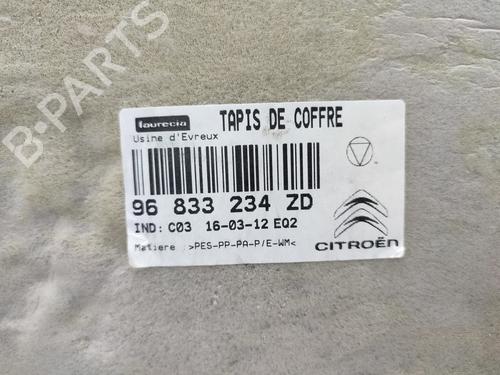 B-PARTS
faurecia TAPIS DE COFFRE
Usine d'Evreux
96 833 234 ZD
IND: C03 16-03-12 EQ2
CITROËN
Matiere :>PES-PP-PA-P/E-WM<